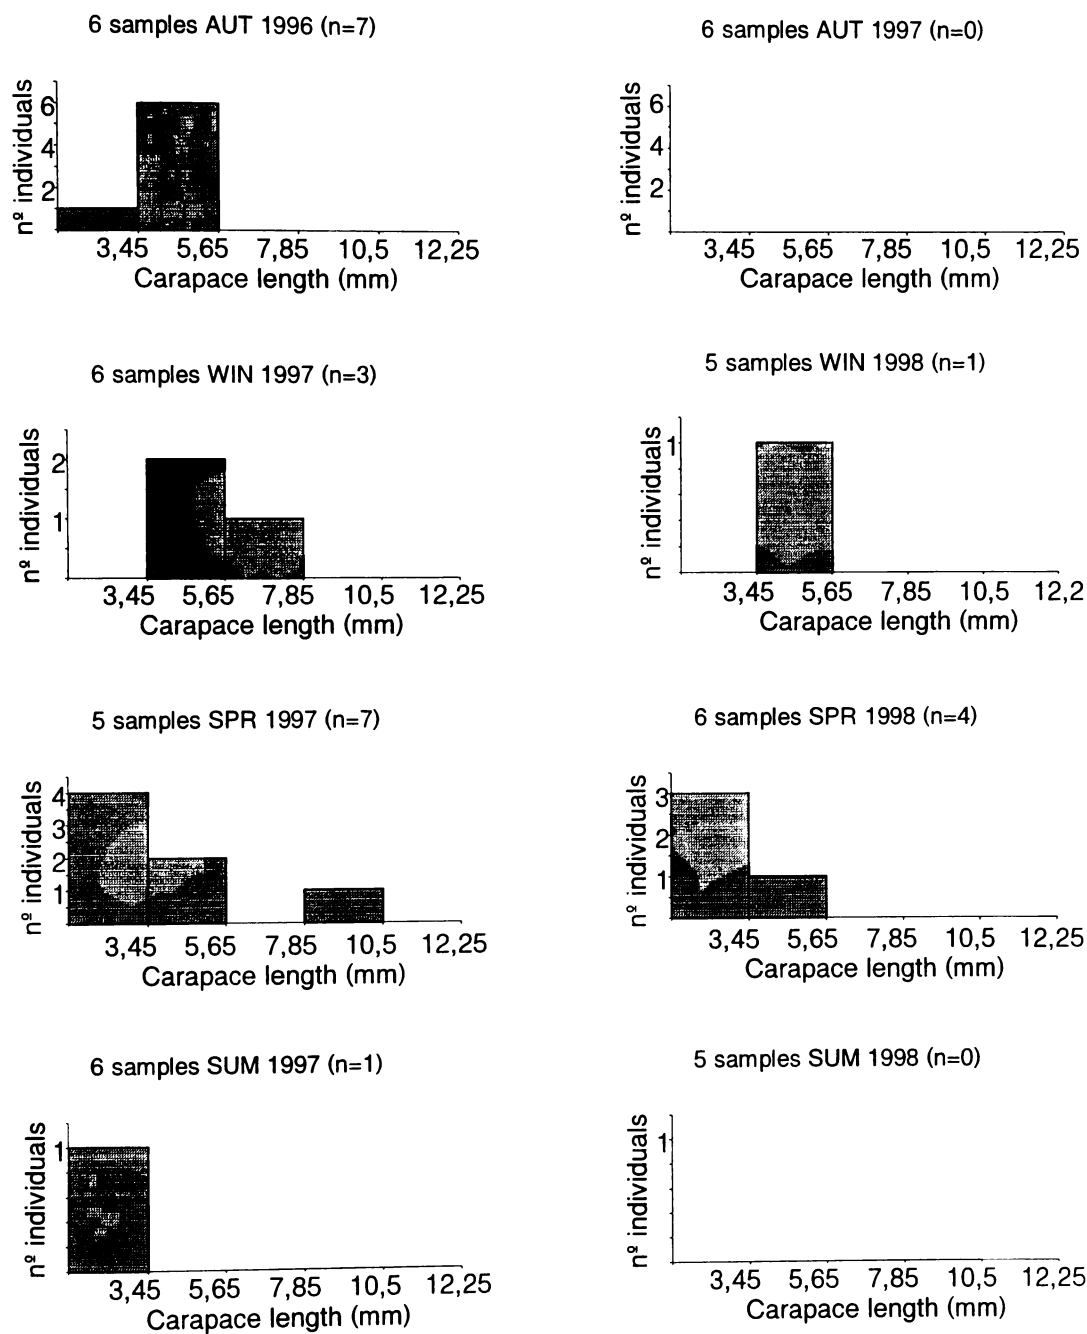 6 samples AUT 1996 (n=7)
nº individuals
6
4
2
3,45 5,65 7,85 10,5 12,25
Carapace length (mm)
6 samples AUT 1997 (n=0)
nº individuals
6
4
2
3,45 5,65 7,85 10,5 12,25
Carapace length (mm)
6 samples WIN 1997 (n=3)
nº individuals
2
1
3,45 5,65 7,85 10,5 12,25
Carapace length (mm)
5 samples WIN 1998 (n=1)
nº individuals
1
3,45 5,65 7,85 10,5 12,2
Carapace length (mm)
5 samples SPR 1997 (n=7)
nº individuals
4
3
2
1
3,45 5,65 7,85 10,5 12,25
Carapace length (mm)
6 samples SPR 1998 (n=4)
nº individuals
3
2
1
3,45 5,65 7,85 10,5 12,25
Carapace length (mm)
6 samples SUM 1997 (n=1)
nº individuals
1
3,45 5,65 7,85 10,5 12,25
Carapace length (mm)
5 samples SUM 1998 (n=0)
nº individuals
1
3,45 5,65 7,85 10,5 12,25
Carapace length (mm)